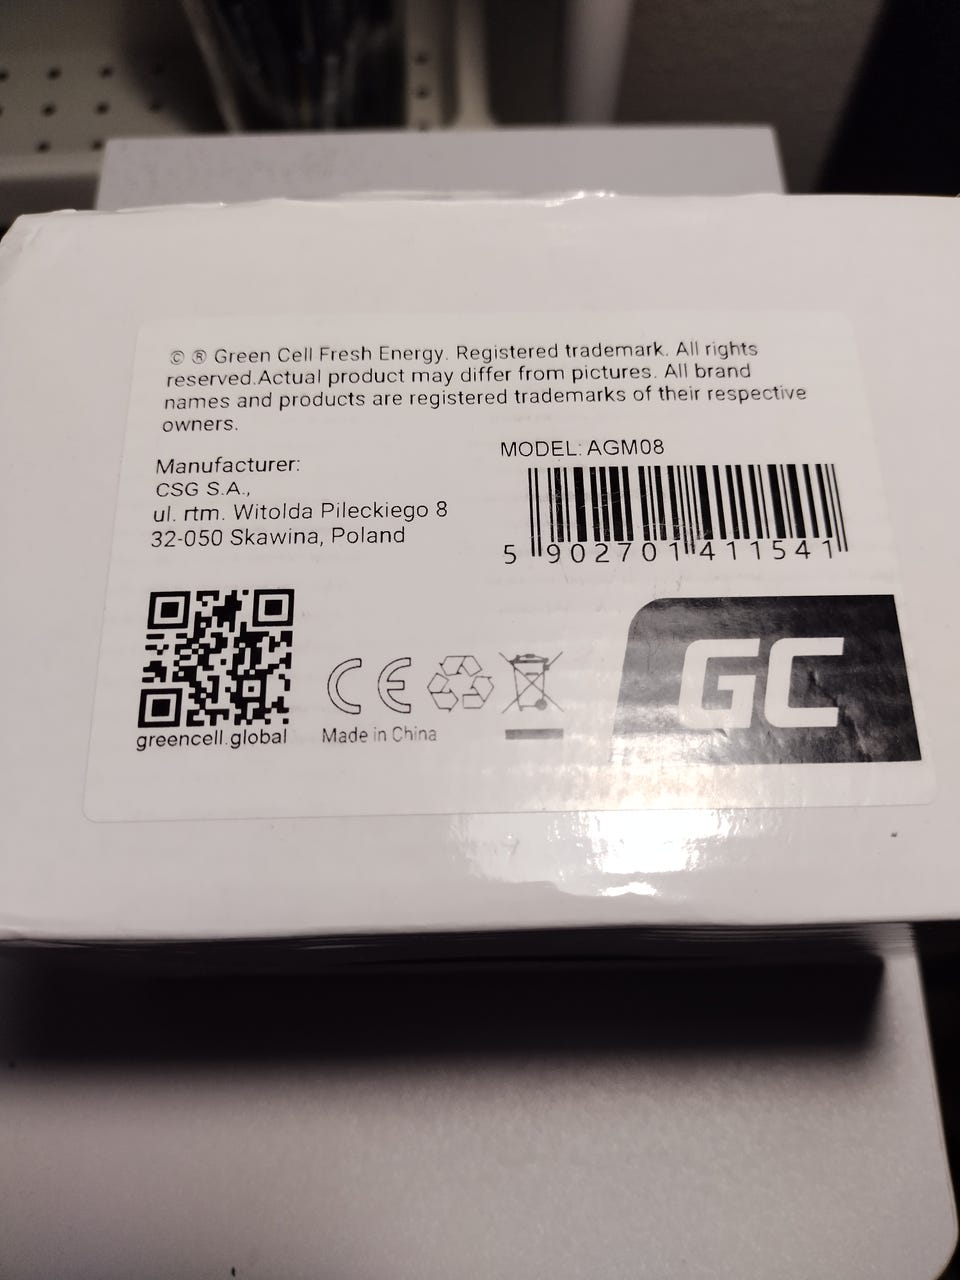 © ® Green Cell Fresh Energy. Registered trademark. All rights
reserved.Actual product may differ from pictures. All brand
names and products are registered trademarks of their respective
owners.
Manufacturer:
CSG S.A.,
ul. rtm. Witolda Pileckiego 8
32-050 Skawina, Poland
MODEL: AGM08
5 902701 411541
greencell.global
CE
Made in China
GC